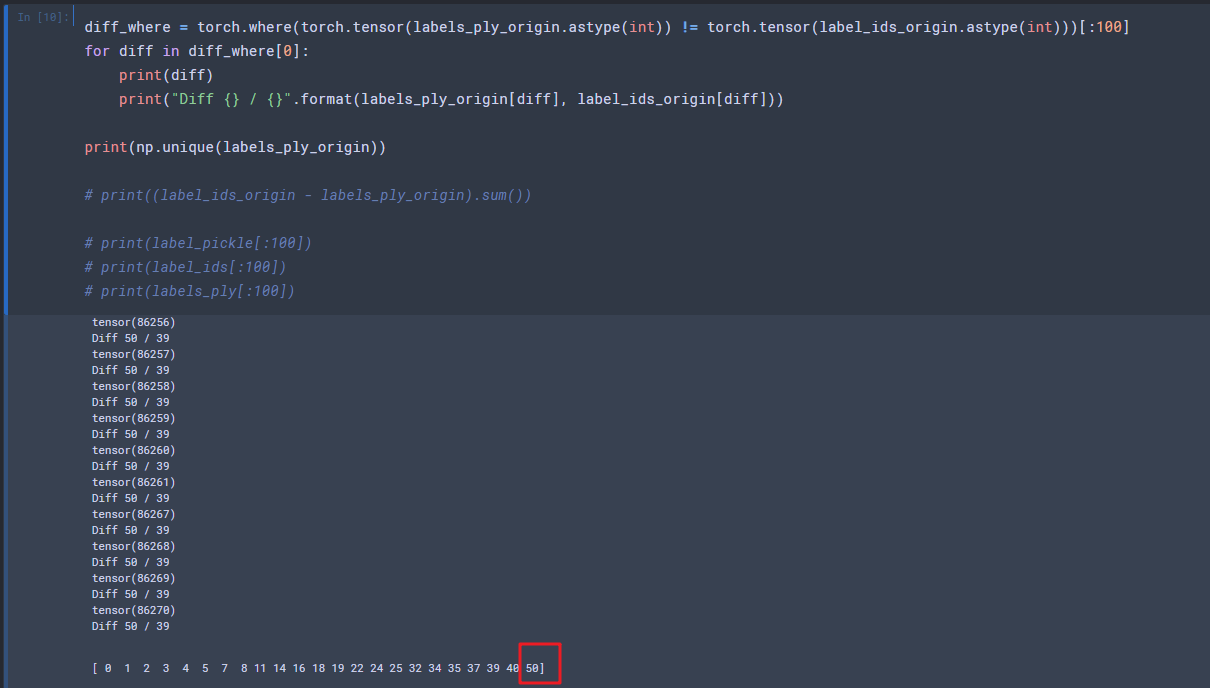 In [10]:
diff_where = torch.where(torch.tensor(labels_ply_origin.astype(int)) != torch.tensor(label_ids_origin.astype(int)))[:100]
for diff in diff_where[0]:
    print(diff)
    print("Diff {} / {}".format(labels_ply_origin[diff], label_ids_origin[diff]))
print(np.unique(labels_ply_origin))
# print((label_ids_origin - labels_ply_origin).sum())
# print(label_pickle[:100])
# print(label_ids[:100])
# print(labels_ply[:100])
tensor(86256)
Diff 50 / 39
tensor(86257)
Diff 50 / 39
tensor(86258)
Diff 50 / 39
tensor(86259)
Diff 50 / 39
tensor(86260)
Diff 50 / 39
tensor(86261)
Diff 50 / 39
tensor(86267)
Diff 50 / 39
tensor(86268)
Diff 50 / 39
tensor(86269)
Diff 50 / 39
tensor(86270)
Diff 50 / 39
[ 0  1  2  3  4  5  7  8 11 14 16 18 19 22 24 25 32 34 35 37 39 40 50]